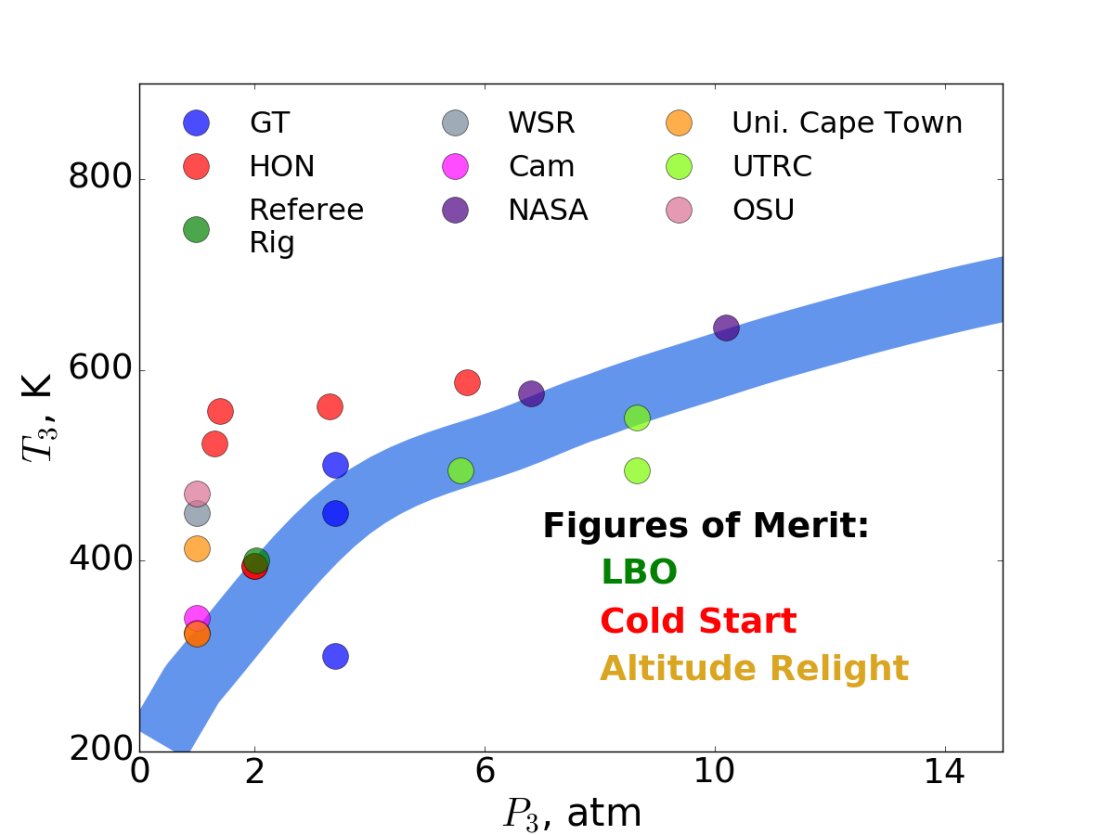 GT
HON
Referee
Rig
WSR
Cam
NASA
Uni. Cape Town
UTRC
OSU
800
600
400
200
T₃, K
Figures of Merit:
LBO
Cold Start
Altitude Relight
0 2 6 10 14
P₃, atm